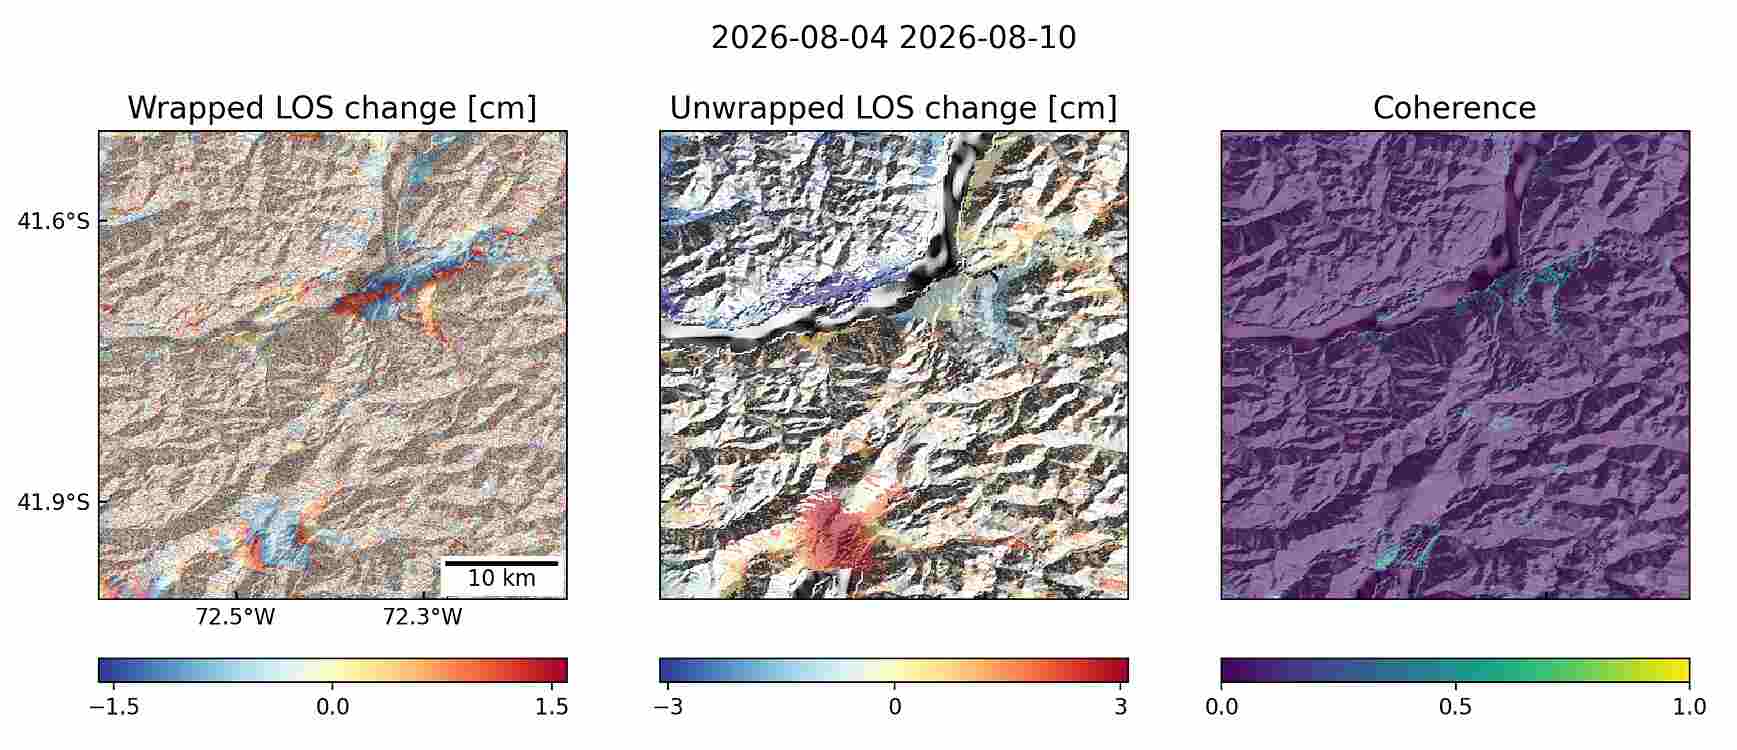 2026-08-04 2026-08-10
Wrapped LOS change [cm]
Unwrapped LOS change [cm]
Coherence
41.6°S
41.9°S
10 km
72.5°W
72.3°W
−1.5
0.0
1.5
−3
0
3
0.0
0.5
1.0